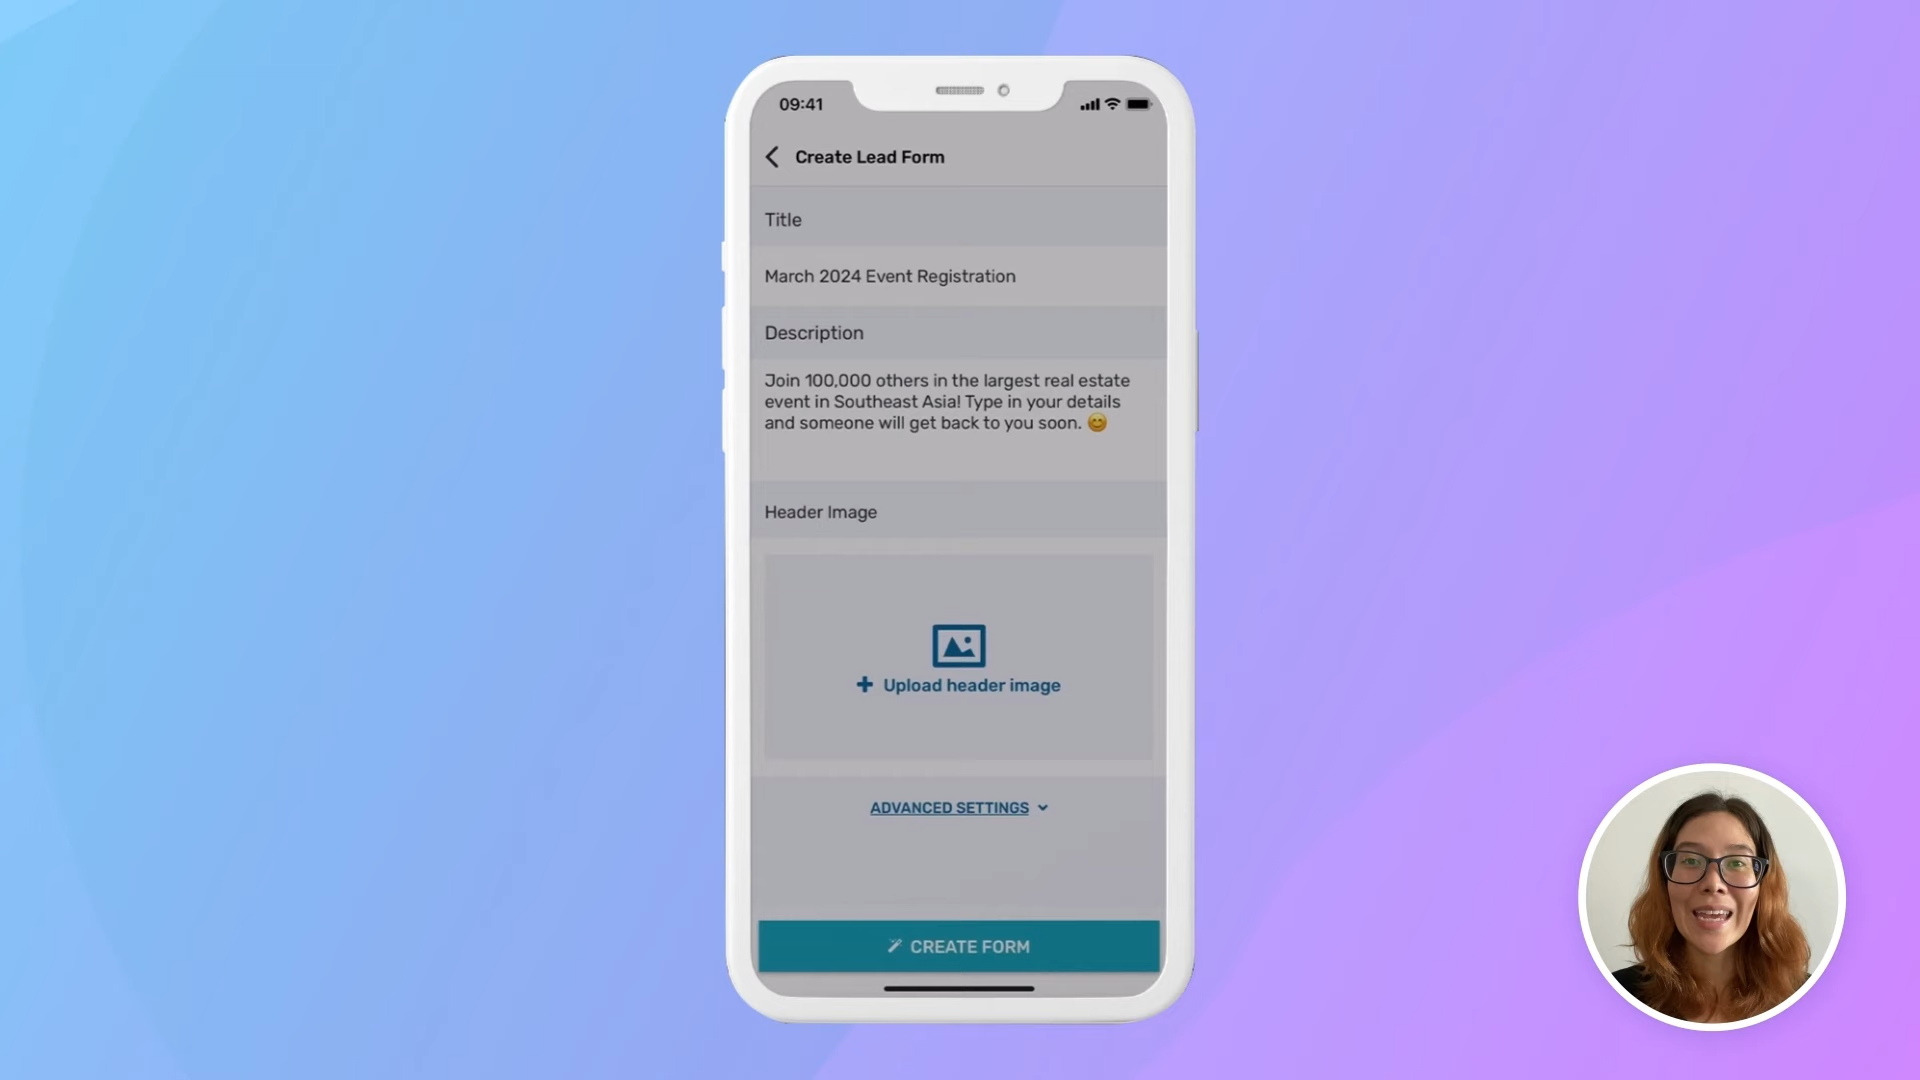 09:41
Create Lead Form
Title
March 2024 Event Registration
Description
Join 100,000 others in the largest real estate
event in Southeast Asia! Type in your details
and someone will get back to you soon. 😊
Header Image
+ Upload header image
ADVANCED SETTINGS
CREATE FORM